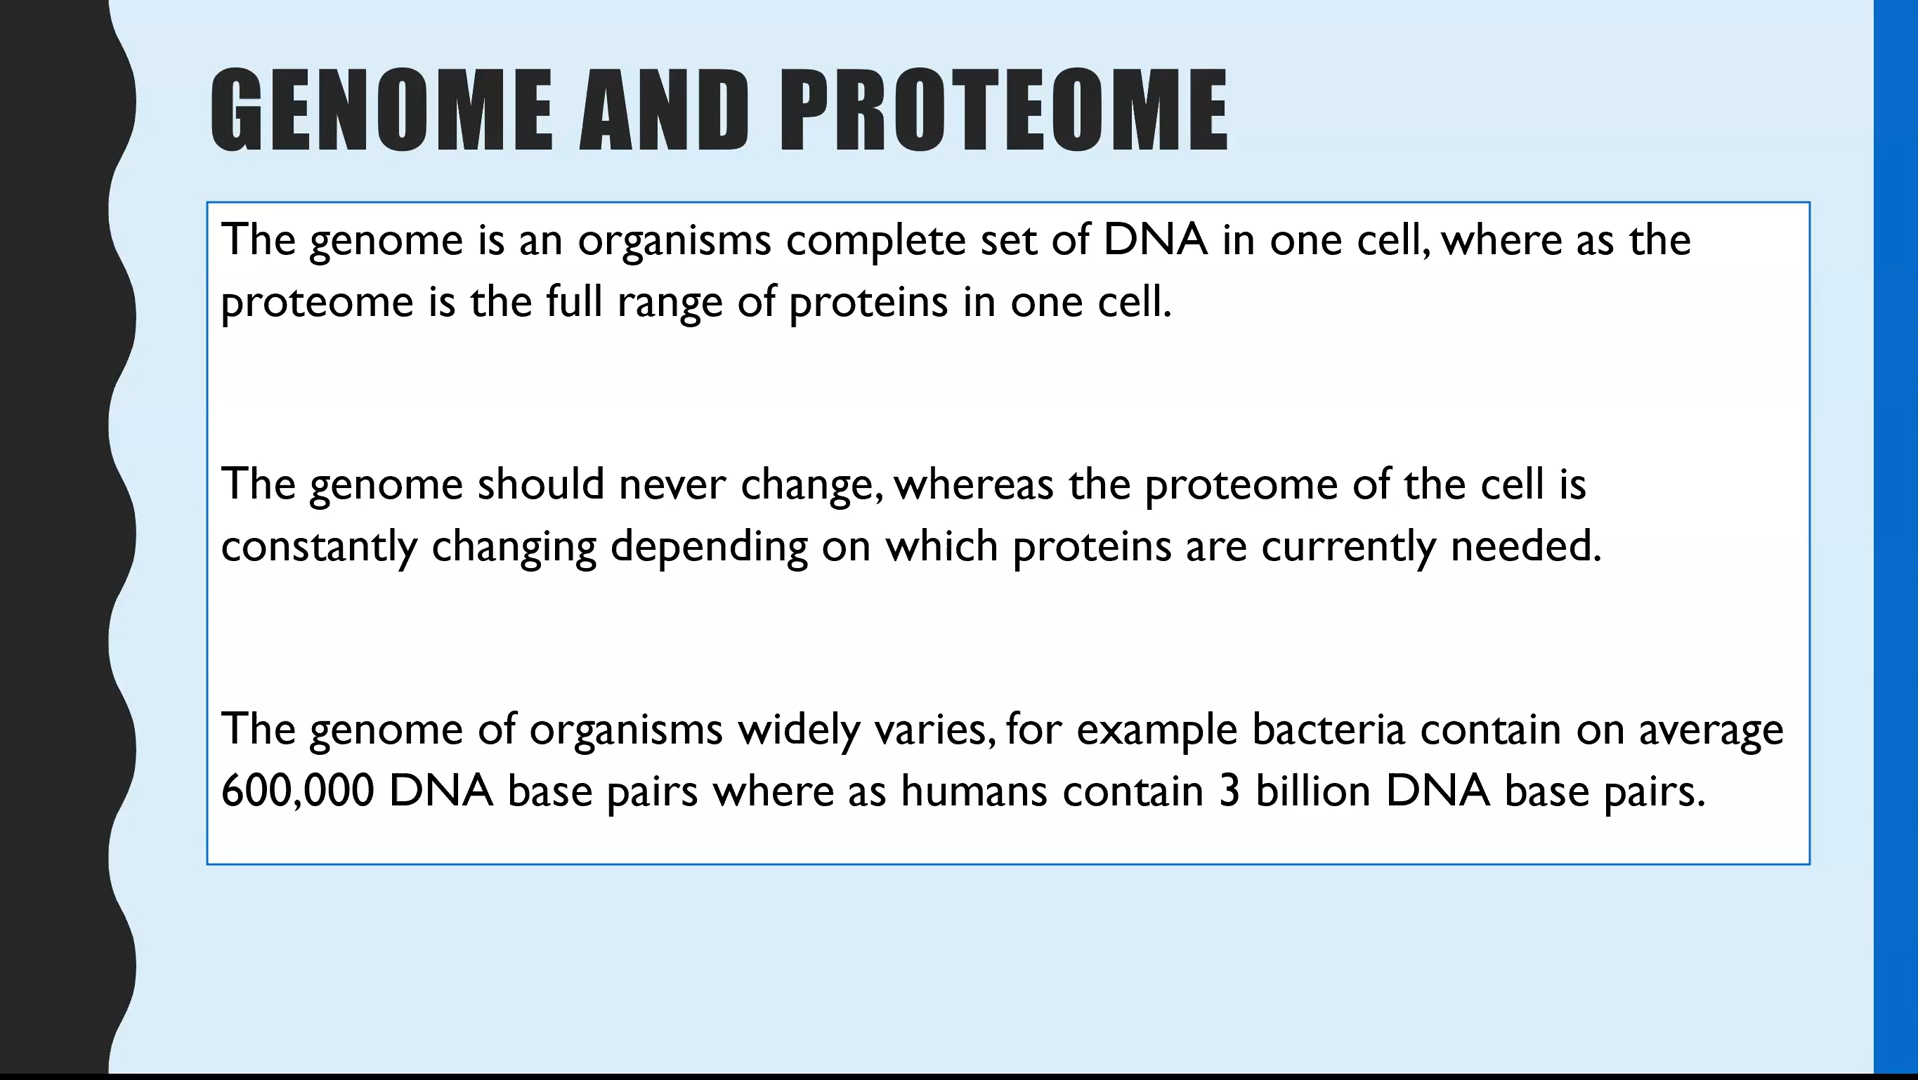 GENOME AND PROTEOME
The genome is an organisms complete set of DNA in one cell, where as the
proteome is the full range of proteins in one cell.
The genome should never change, whereas the proteome of the cell is
constantly changing depending on which proteins are currently needed.
The genome of organisms widely varies, for example bacteria contain on average
600,000 DNA base pairs where as humans contain 3 billion DNA base pairs.